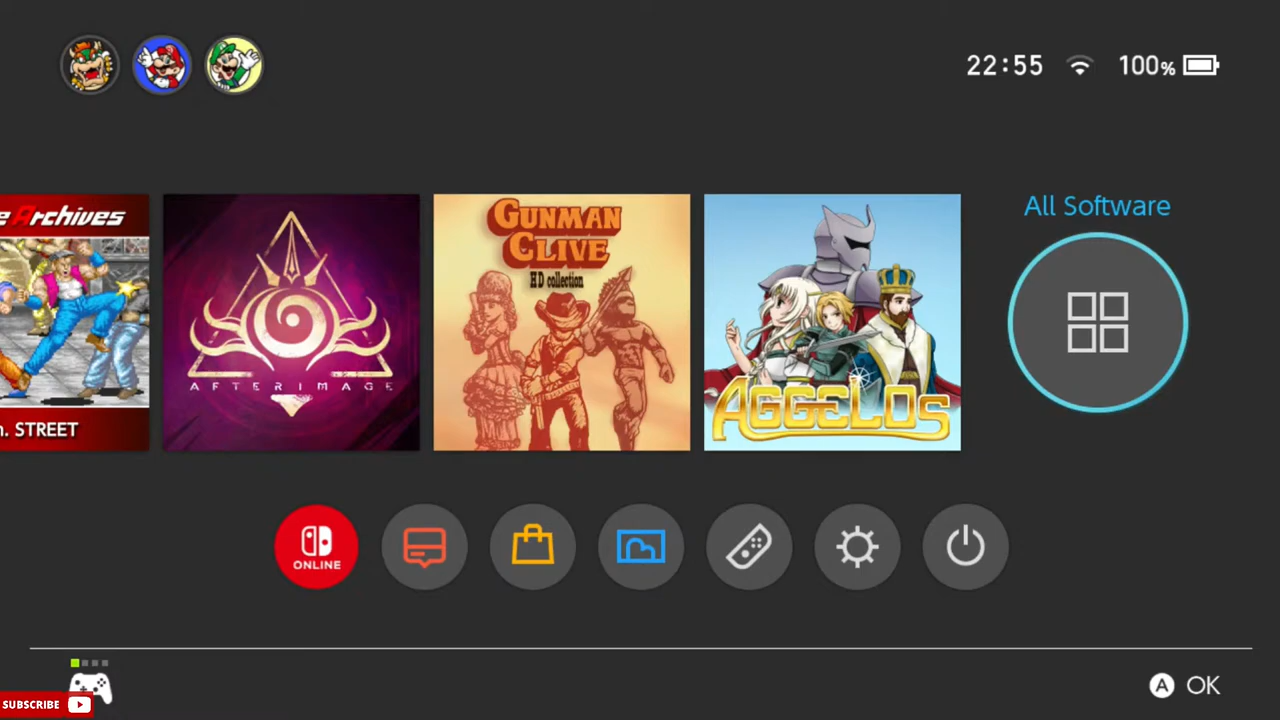 22:55
100%
All Software
e Archives
n. STREET
AFTERIMAGE
GUNMAN
CLIVE
HD collection
AGGELOS
ONLINE
SUBSCRIBE
A OK